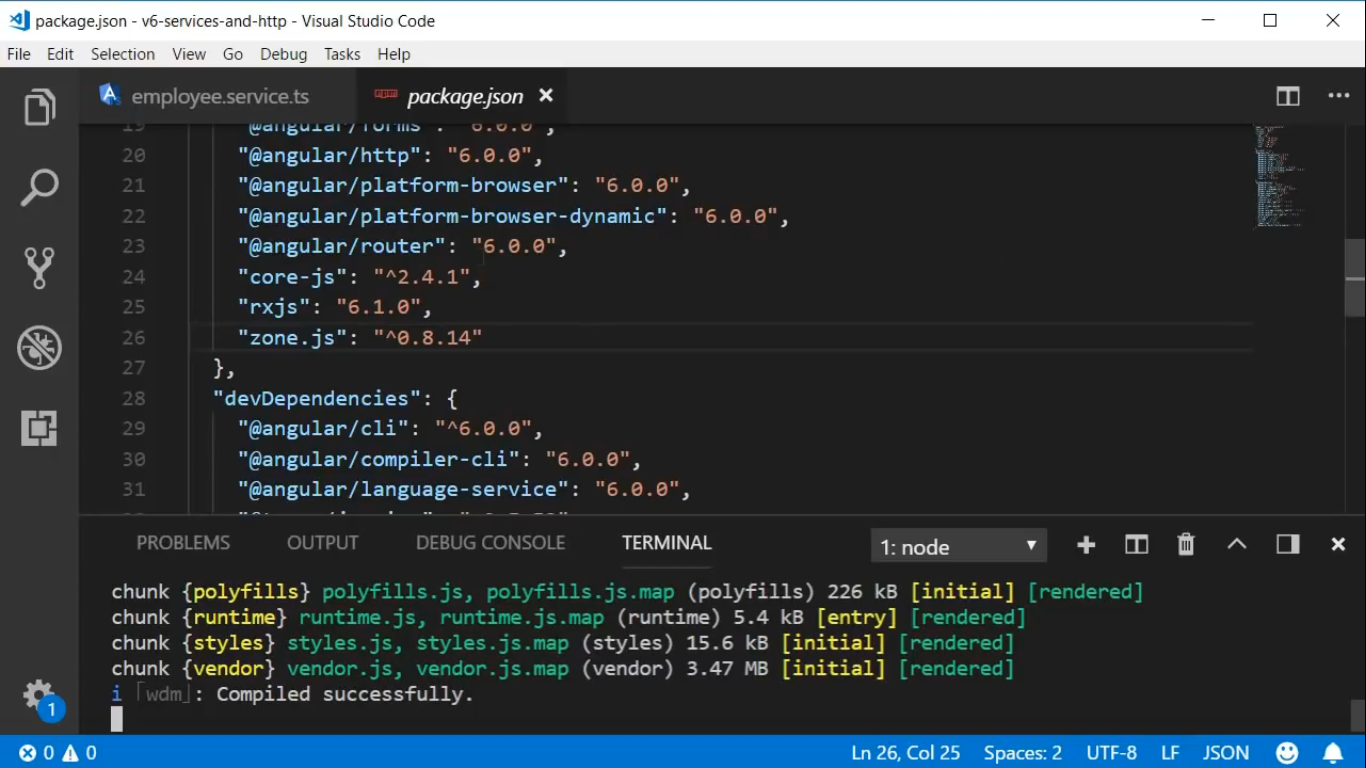 package.json - v6-services-and-http - Visual Studio Code
File Edit Selection View Go Debug Tasks Help
employee.service.ts package.json
19 "@angular/forms": "6.0.0",
20 "@angular/http": "6.0.0",
21 "@angular/platform-browser": "6.0.0",
22 "@angular/platform-browser-dynamic": "6.0.0",
23 "@angular/router": "6.0.0",
24 "core-js": "^2.4.1",
25 "rxjs": "6.1.0",
26 "zone.js": "^0.8.14"
27 },
28 "devDependencies": {
29 "@angular/cli": "^6.0.0",
30 "@angular/compiler-cli": "6.0.0",
31 "@angular/language-service": "6.0.0",
PROBLEMS OUTPUT DEBUG CONSOLE TERMINAL 1: node
chunk {polyfills} polyfills.js, polyfills.js.map (polyfills) 226 kB [initial] [rendered]
chunk {runtime} runtime.js, runtime.js.map (runtime) 5.4 kB [entry] [rendered]
chunk {styles} styles.js, styles.js.map (styles) 15.6 kB [initial] [rendered]
chunk {vendor} vendor.js, vendor.js.map (vendor) 3.47 MB [initial] [rendered]
i ｢wdm｣: Compiled successfully.
1
0 0 Ln 26, Col 25 Spaces: 2 UTF-8 LF JSON